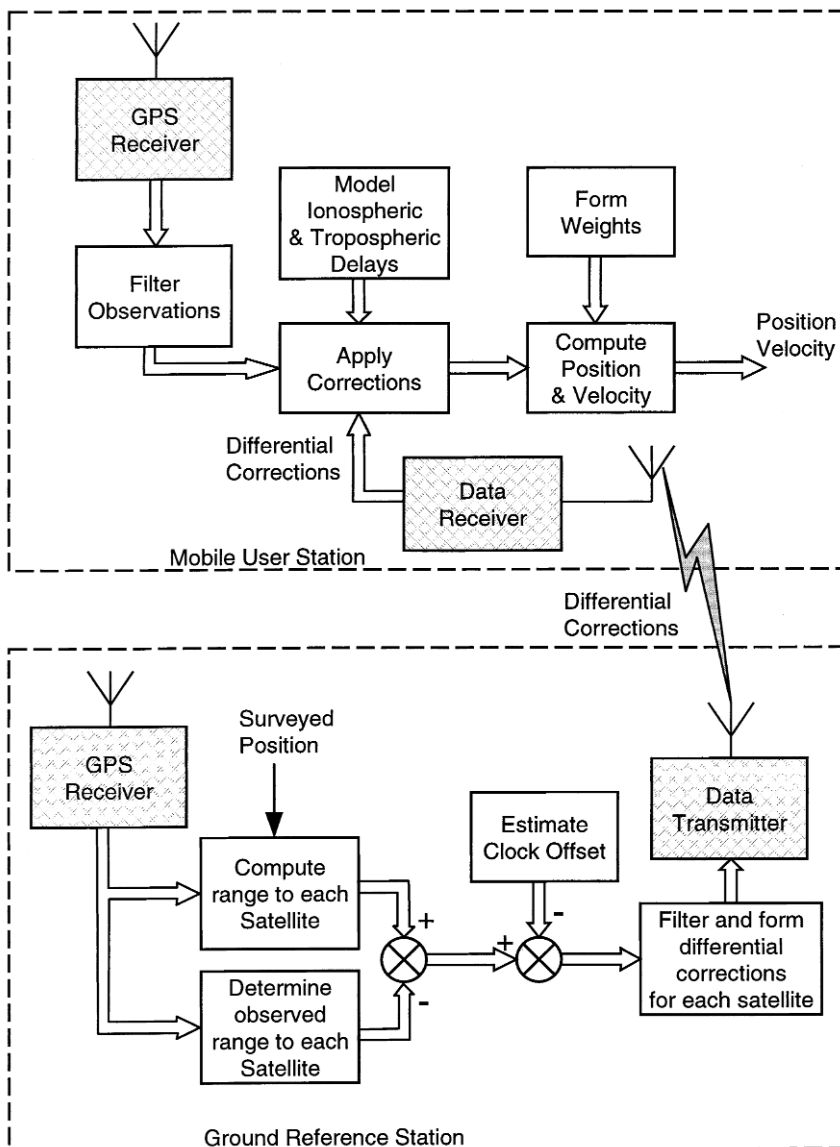 GPS
Receiver
Model
Ionospheric
& Tropospheric
Delays
Form
Weights
Filter
Observations
Apply
Corrections
Compute
Position
& Velocity
Position
Velocity
Differential
Corrections
Data
Receiver
Mobile User Station
Differential
Corrections
GPS
Receiver
Surveyed
Position
Data
Transmitter
Estimate
Clock Offset
Compute
range to each
Satellite
+
-
+
-
Filter and form
differential
corrections
for each satellite
Determine
observed
range to each
Satellite
Ground Reference Station